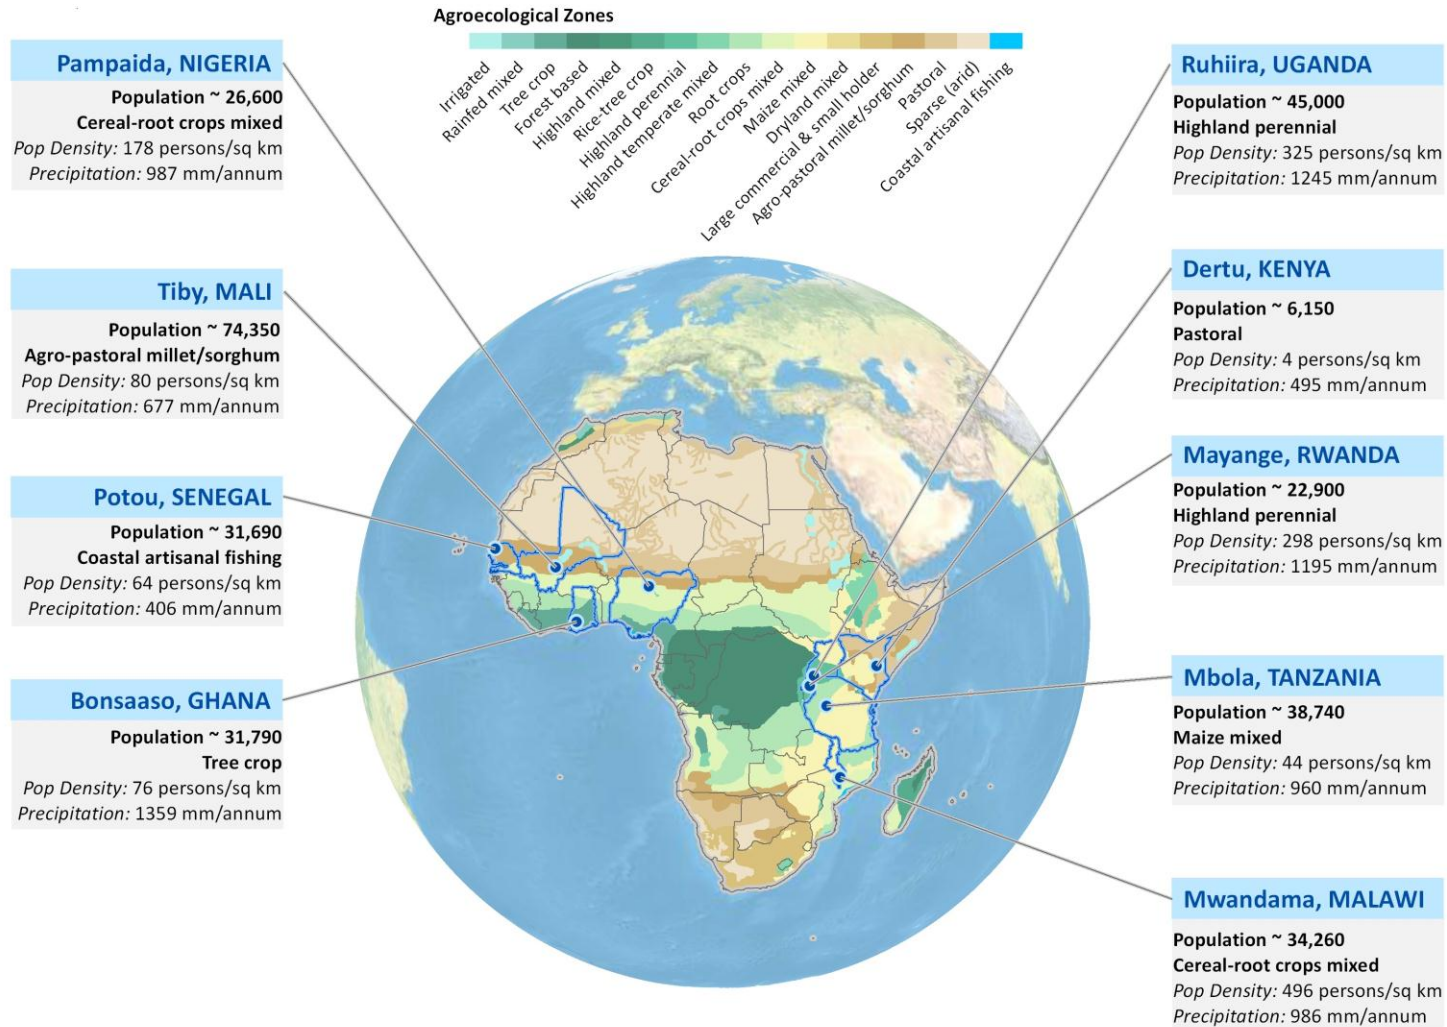 Agroecological Zones
Irrigated
Rainfed mixed
Tree crop
Forest based
Highland mixed
Rice-tree crop
Highland perennial
Highland temperate mixed
Root crops
Cereal-root crops mixed
Maize mixed
Dryland mixed
Large commercial & small holder
Agro-pastoral millet/sorghum
Pastoral
Sparse (arid)
Coastal artisanal fishing
Pampaida, NIGERIA
Population ~ 26,600
Cereal-root crops mixed
Pop Density: 178 persons/sq km
Precipitation: 987 mm/annum
Tiby, MALI
Population ~ 74,350
Agro-pastoral millet/sorghum
Pop Density: 80 persons/sq km
Precipitation: 677 mm/annum
Potou, SENEGAL
Population ~ 31,690
Coastal artisanal fishing
Pop Density: 64 persons/sq km
Precipitation: 406 mm/annum
Bonsaaso, GHANA
Population ~ 31,790
Tree crop
Pop Density: 76 persons/sq km
Precipitation: 1359 mm/annum
Ruhiira, UGANDA
Population ~ 45,000
Highland perennial
Pop Density: 325 persons/sq km
Precipitation: 1245 mm/annum
Dertu, KENYA
Population ~ 6,150
Pastoral
Pop Density: 4 persons/sq km
Precipitation: 495 mm/annum
Mayange, RWANDA
Population ~ 22,900
Highland perennial
Pop Density: 298 persons/sq km
Precipitation: 1195 mm/annum
Mbola, TANZANIA
Population ~ 38,740
Maize mixed
Pop Density: 44 persons/sq km
Precipitation: 960 mm/annum
Mwandama, MALAWI
Population ~ 34,260
Cereal-root crops mixed
Pop Density: 496 persons/sq km
Precipitation: 986 mm/annum